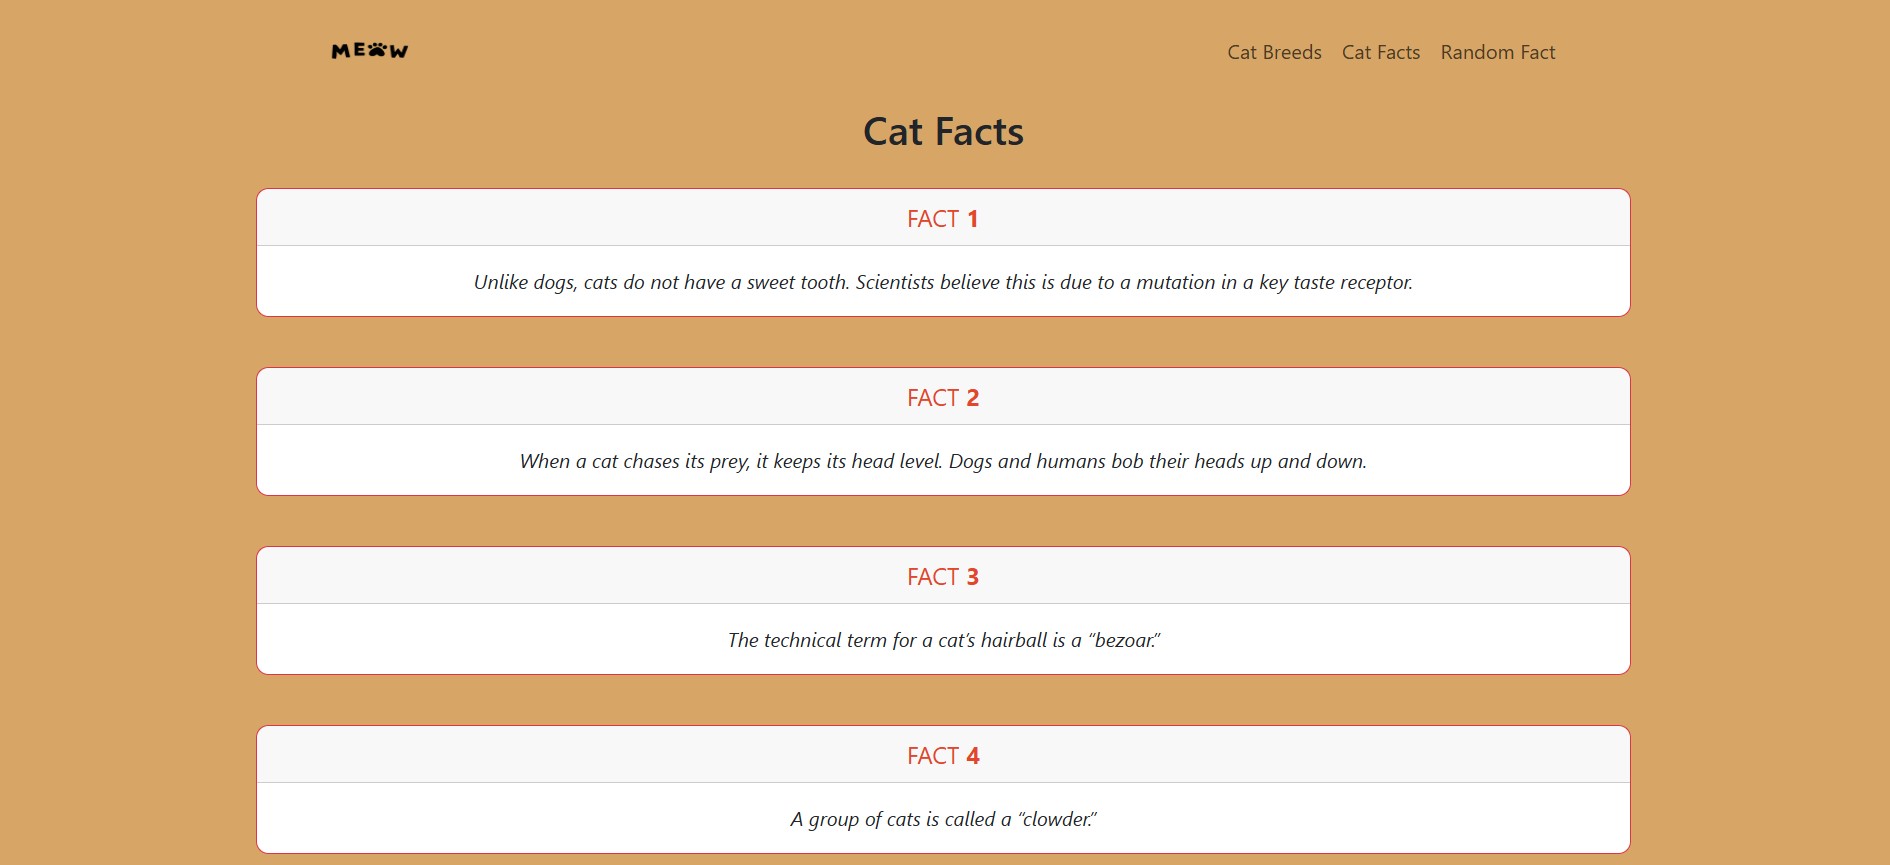 MEOW
Cat Breeds Cat Facts Random Fact
Cat Facts
FACT 1
Unlike dogs, cats do not have a sweet tooth. Scientists believe this is due to a mutation in a key taste receptor.
FACT 2
When a cat chases its prey, it keeps its head level. Dogs and humans bob their heads up and down.
FACT 3
The technical term for a cat’s hairball is a “bezoar.”
FACT 4
A group of cats is called a “clowder.”